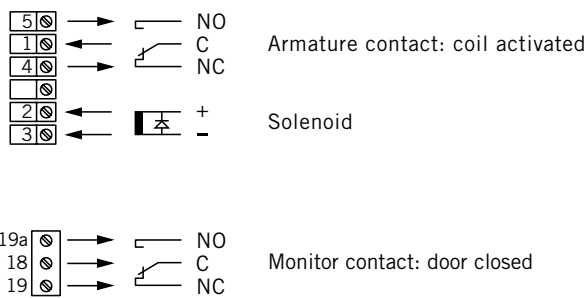 5 NO
1 C Armature contact: coil activated
4 NC
2 +
3 - Solenoid
19a NO
18 C Monitor contact: door closed
19 NC